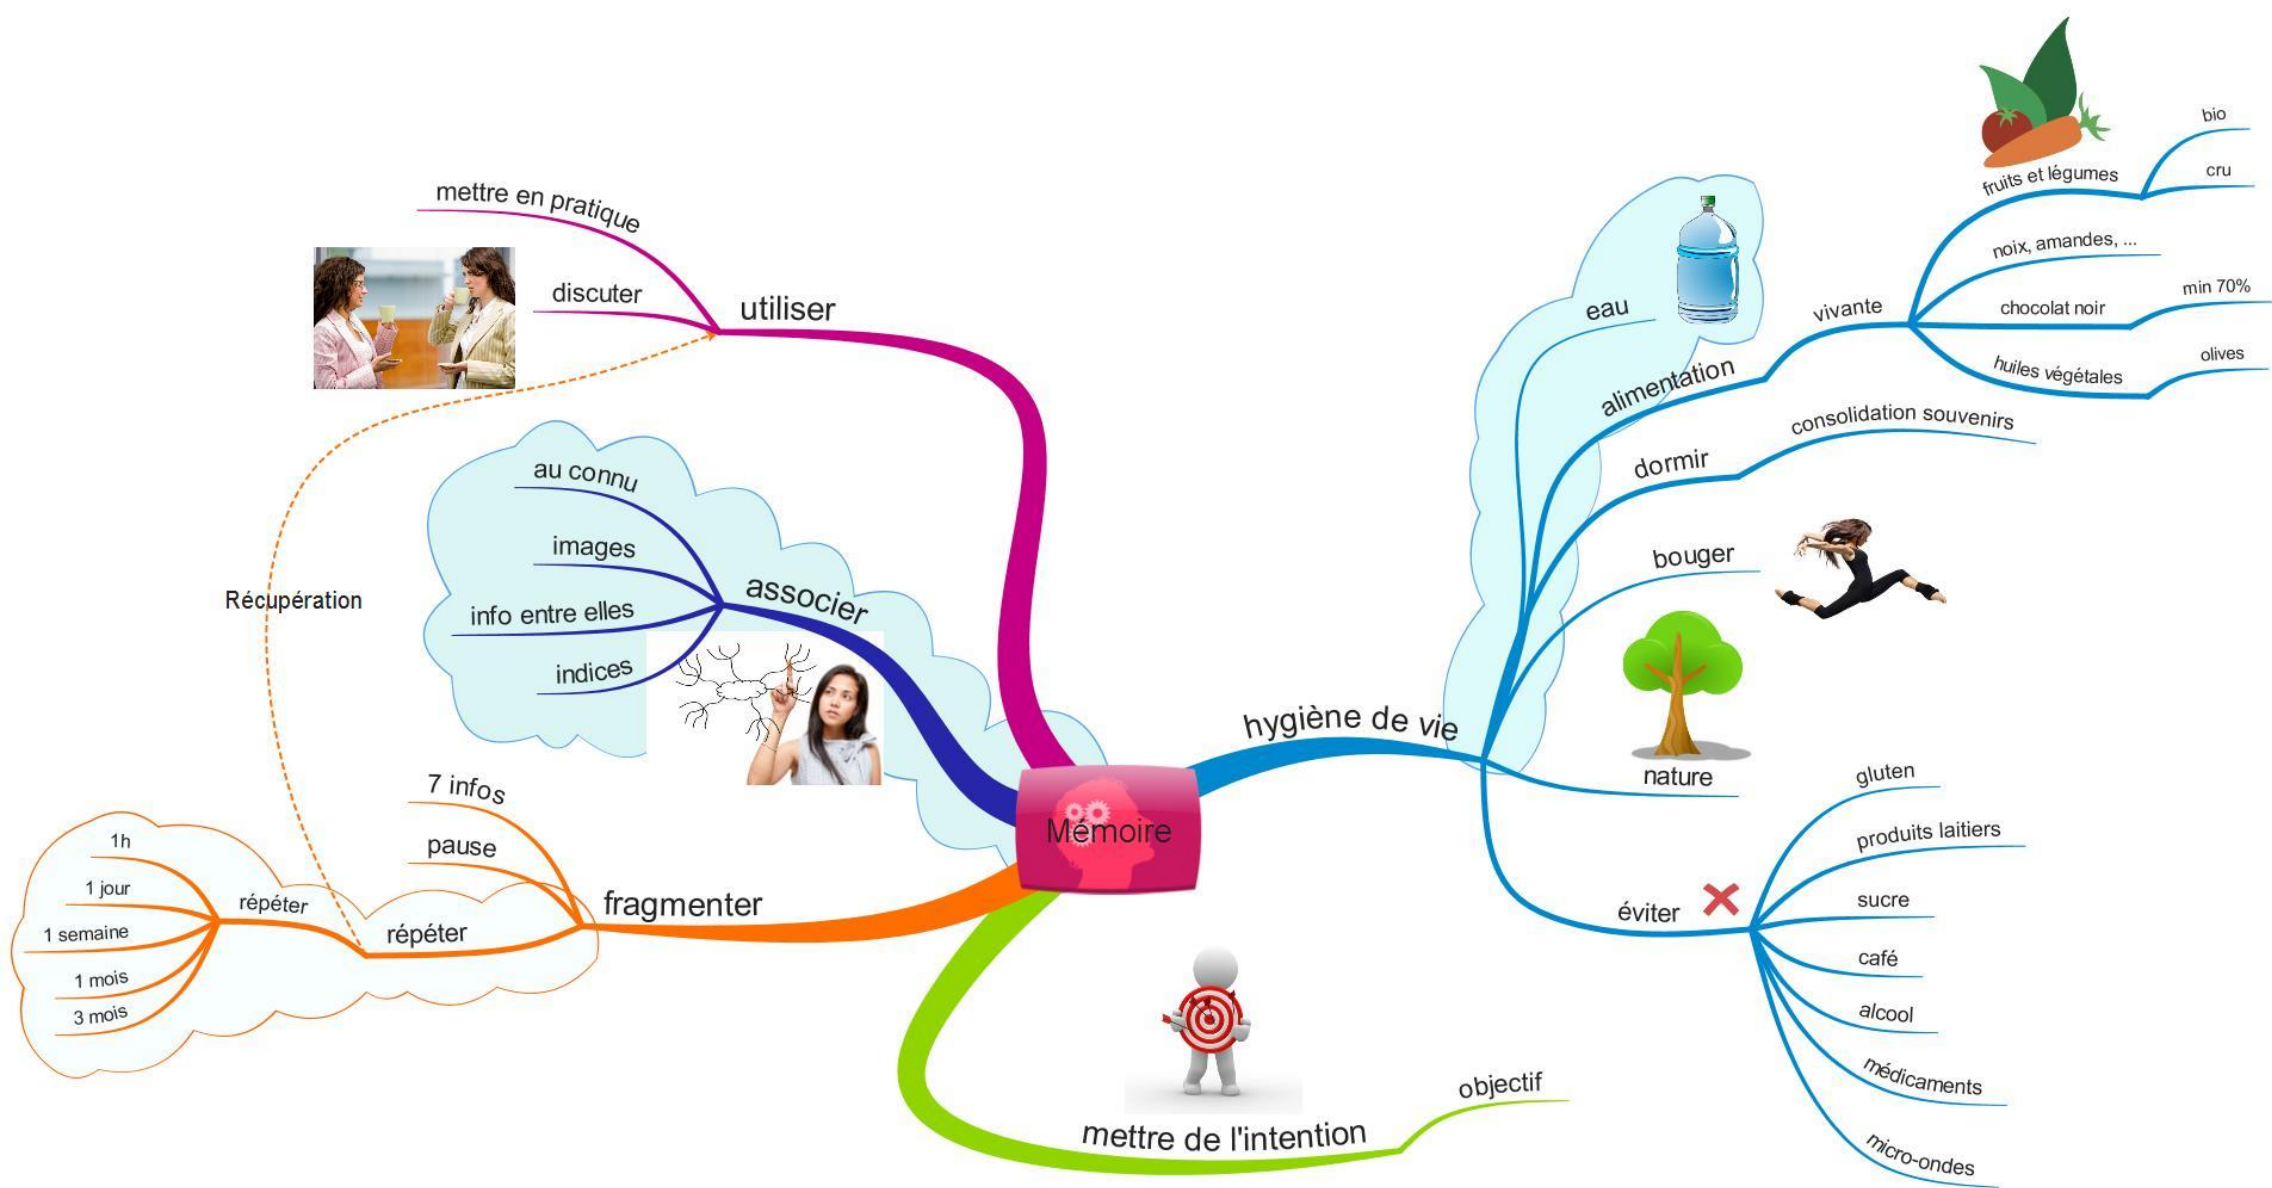 Mémoire
hygiène de vie
eau
alimentation
vivante
fruits et légumes
bio
cru
noix, amandes, ...
chocolat noir
min 70%
huiles végétales
olives
dormir
consolidation souvenirs
bouger
nature
éviter
gluten
produits laitiers
sucre
café
alcool
médicaments
micro-ondes
mettre de l'intention
objectif
fragmenter
7 infos
pause
répéter
répéter
1h
1 jour
1 semaine
1 mois
3 mois
Récupération
associer
au connu
images
info entre elles
indices
utiliser
mettre en pratique
discuter